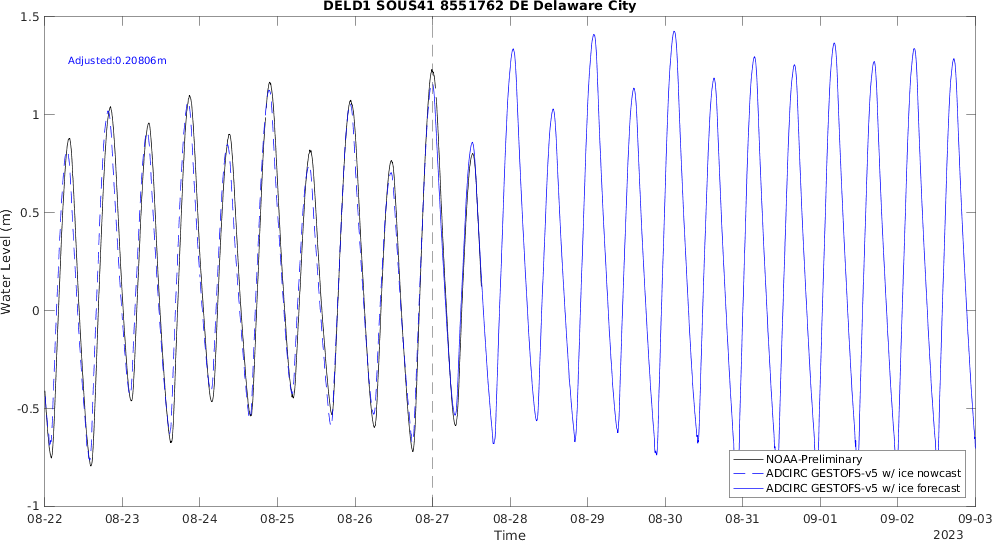 DELD1 SOUS41 8551762 DE Delaware City
Adjusted:0.20806m
Water Level (m)
1.5
1
0.5
0
-0.5
-1
NOAA-Preliminary
ADCIRC GESTOFS-v5 w/ ice nowcast
ADCIRC GESTOFS-v5 w/ ice forecast
08-22 08-23 08-24 08-25 08-26 08-27 08-28 08-29 08-30 08-31 09-01 09-02 09-03
Time
2023